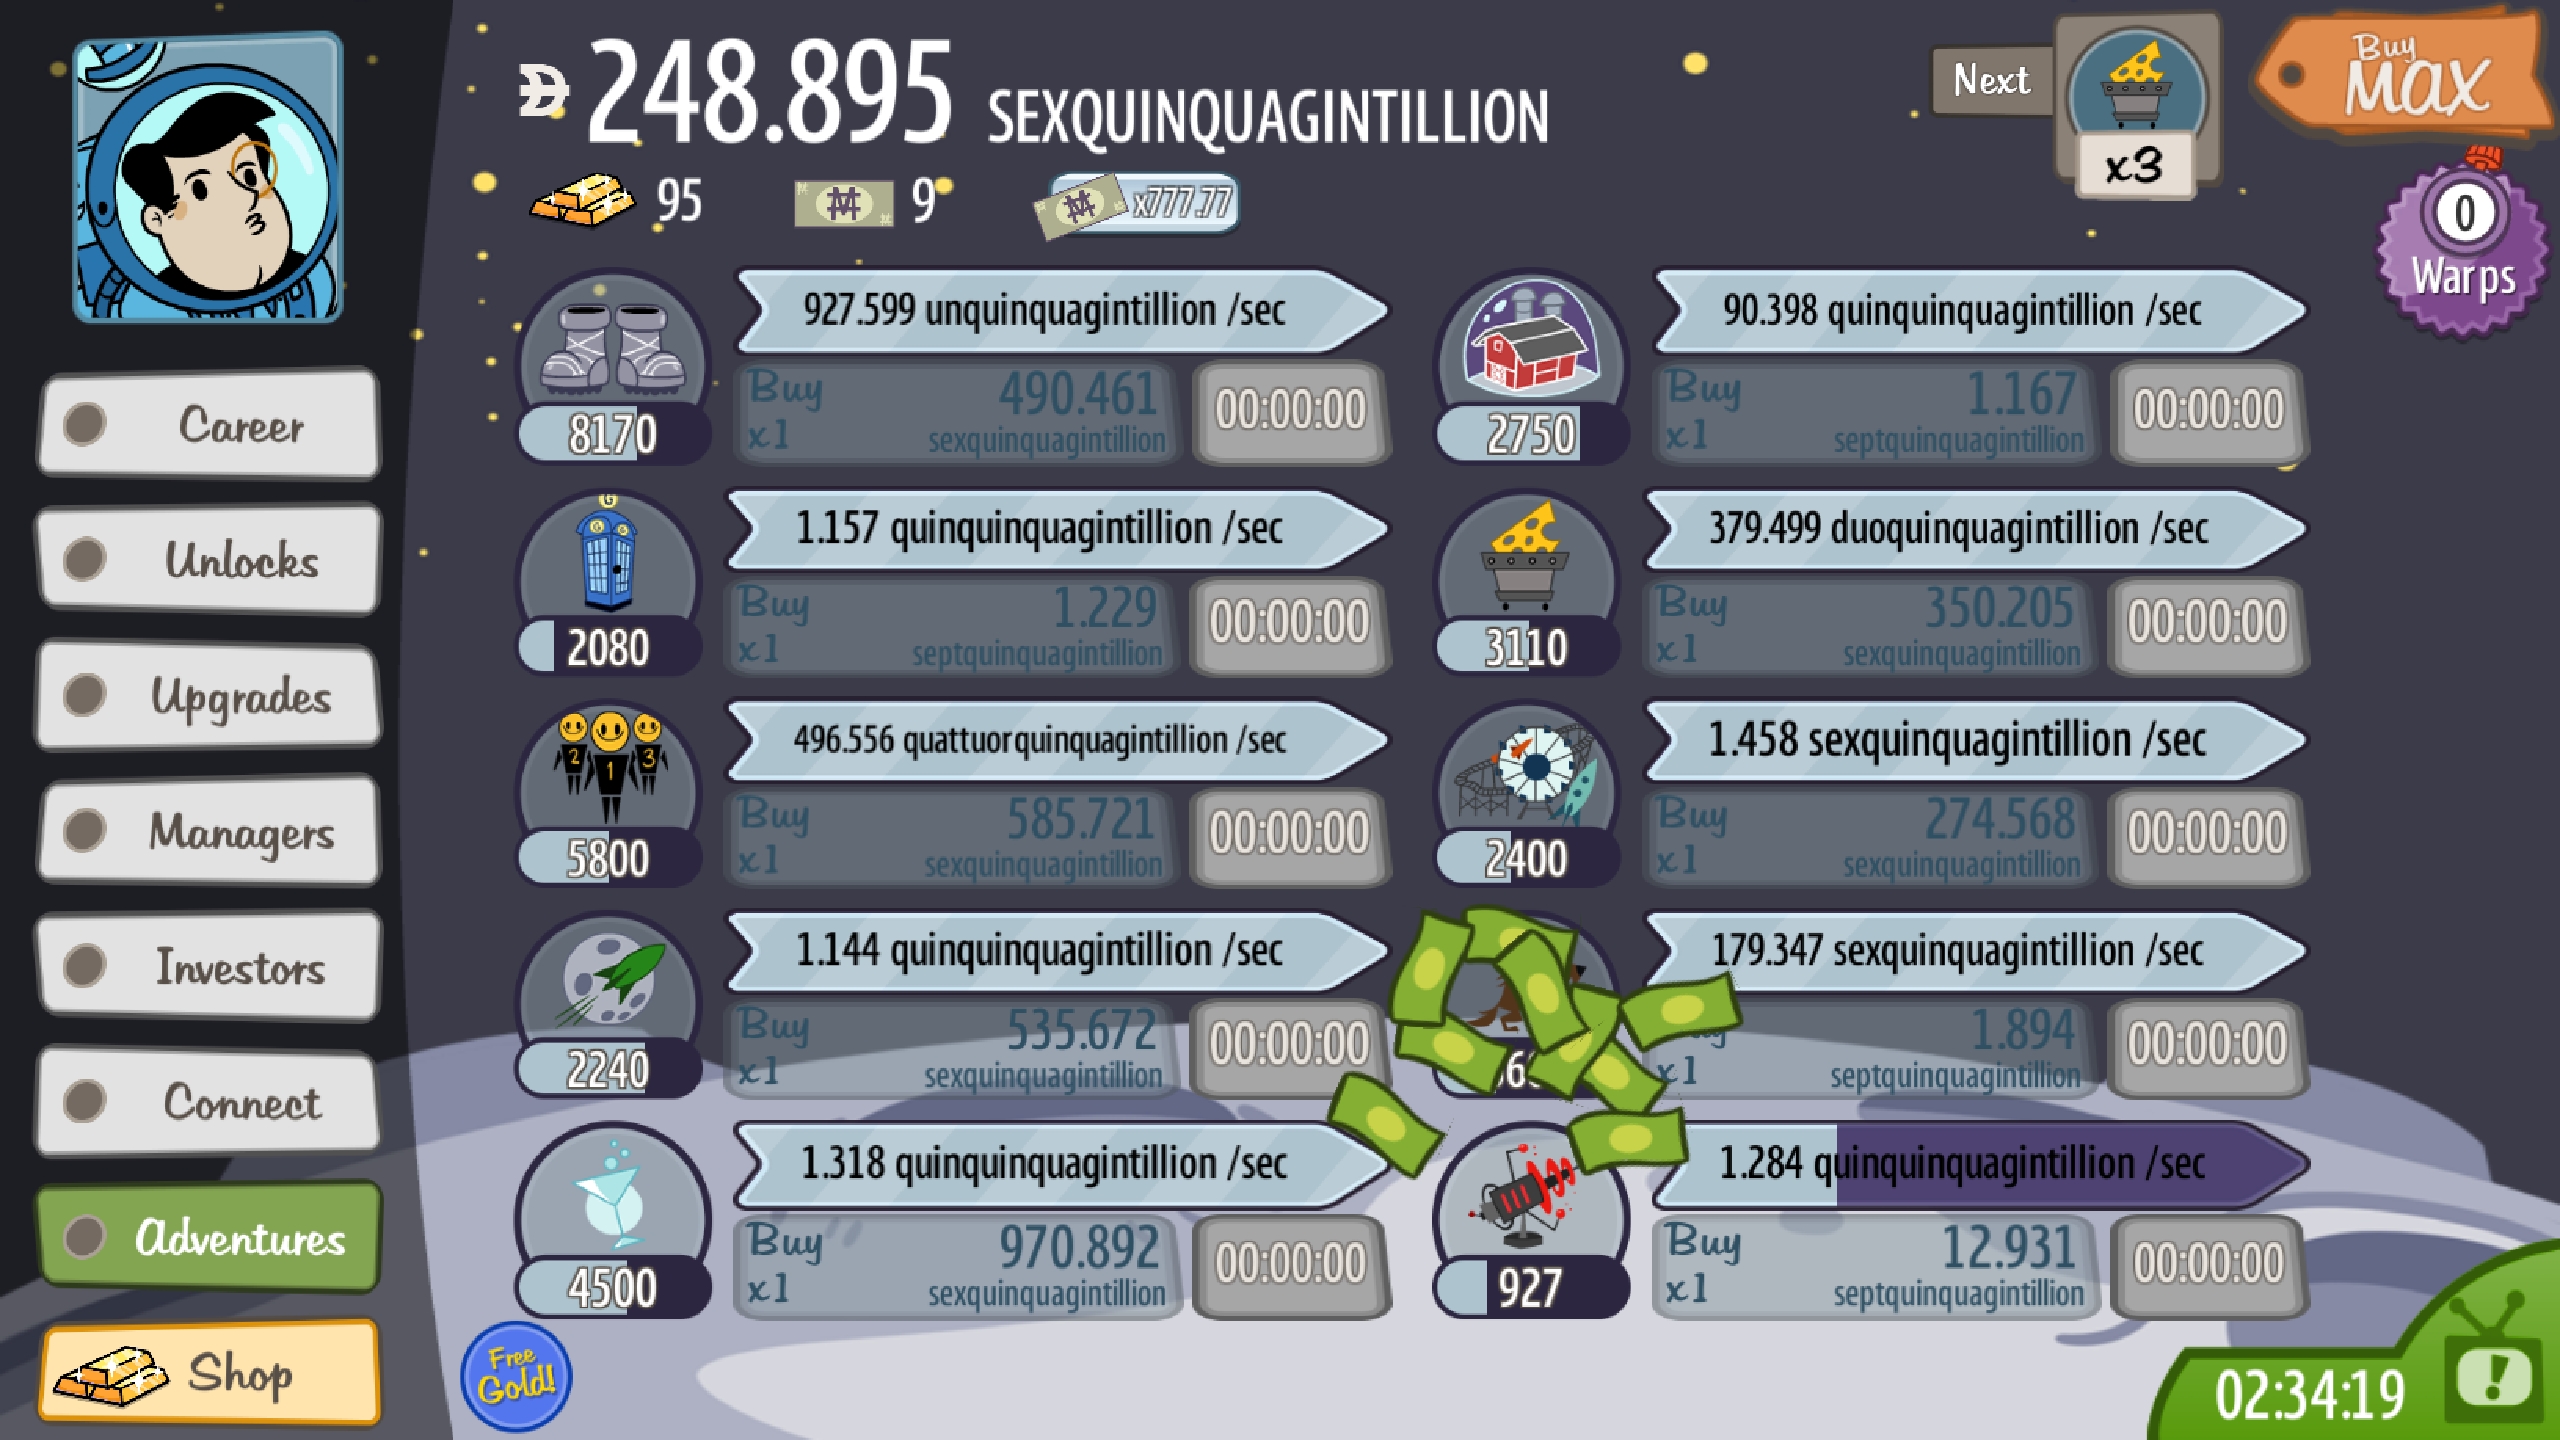 248.895 SEXQUINQUAGINTILLION
Next
x3
Buy
MAX
95
9
x777.77
0
Warps
Career
Unlocks
Upgrades
Managers
Investors
Connect
Adventures
Shop
927.599 unquinquagintillion /sec
8170
Buy
x1
490.461
sexquinquagintillion
00:00:00
90.398 quinquinquagintillion /sec
2750
Buy
x1
1.167
septquinquagintillion
00:00:00
G
1.157 quinquinquagintillion /sec
2080
Buy
x1
1.229
septquinquagintillion
00:00:00
379.499 duoquinquagintillion /sec
3110
Buy
x1
350.205
sexquinquagintillion
00:00:00
2 1 3
496.556 quattuorquinquagintillion /sec
5800
Buy
x1
585.721
sexquinquagintillion
00:00:00
1.458 sexquinquagintillion /sec
2400
Buy
x1
274.568
sexquinquagintillion
00:00:00
1.144 quinquinquagintillion /sec
2240
Buy
x1
535.672
sexquinquagintillion
00:00:00
179.347 sexquinquagintillion /sec
x1
1.894
septquinquagintillion
00:00:00
1.318 quinquinquagintillion /sec
4500
Buy
x1
970.892
sexquinquagintillion
00:00:00
1.284 quinquinquagintillion /sec
927
Buy
x1
12.931
septquinquagintillion
00:00:00
Free
Gold!
02:34:19
!